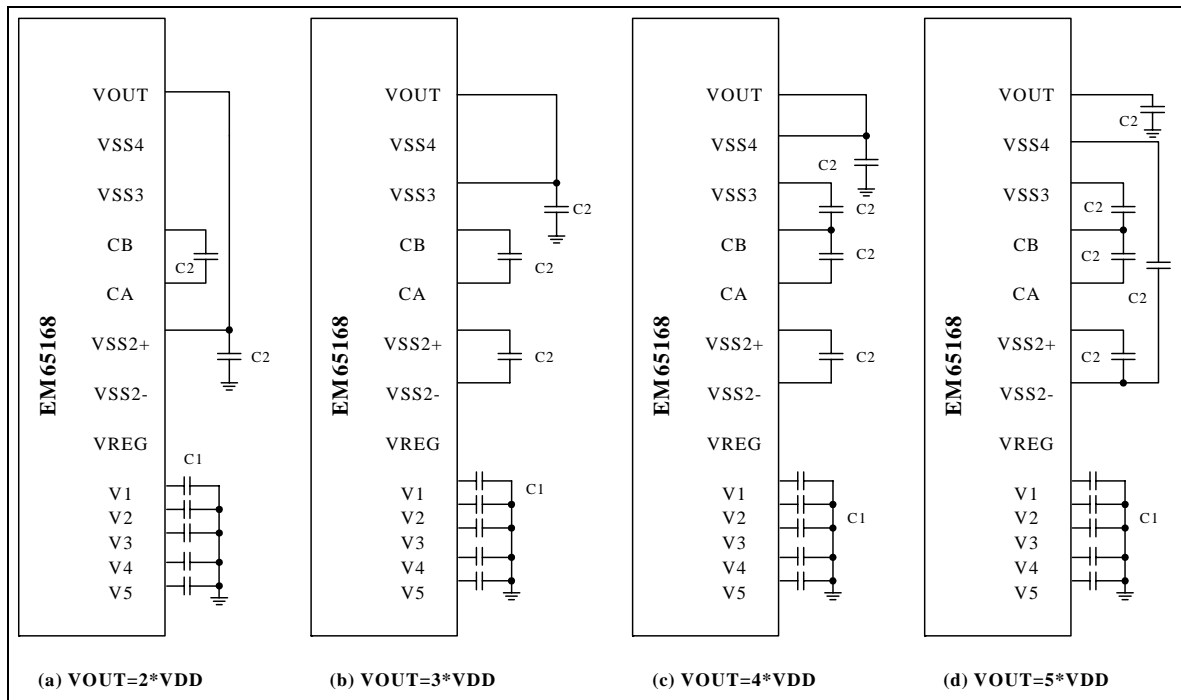 VOUT
VSS4
VSS3
CB
C2
CA
VSS2+
C2
VSS2-
VREG
C1
V1
V2
V3
V4
V5
EM65168
(a) VOUT=2*VDD
VOUT
VSS4
VSS3
C2
CB
C2
CA
VSS2+
C2
VSS2-
VREG
C1
V1
V2
V3
V4
V5
EM65168
(b) VOUT=3*VDD
VOUT
VSS4
C2
VSS3
C2
CB
C2
CA
VSS2+
C2
VSS2-
VREG
V1
C1
V2
V3
V4
V5
EM65168
(c) VOUT=4*VDD
VOUT
C2
VSS4
VSS3
C2
CB
C2
CA
C2
VSS2+
C2
VSS2-
VREG
V1
C1
V2
V3
V4
V5
EM65168
(d) VOUT=5*VDD